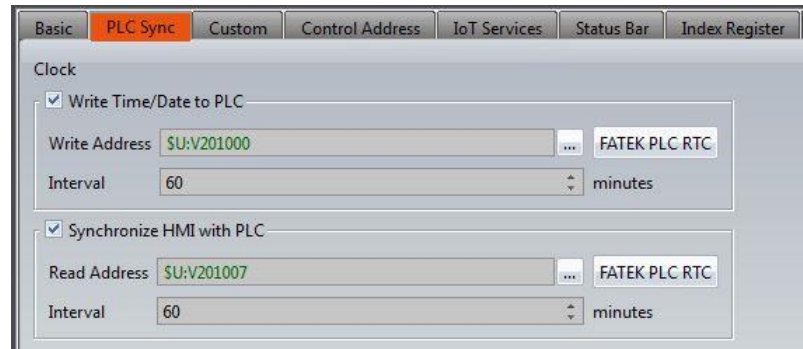 Basic PLC Sync Custom Control Address IoT Services Status Bar Index Register
Clock
Write Time/Date to PLC
Write Address $U:V201000 ... FATEK PLC RTC
Interval 60 minutes
Synchronize HMI with PLC
Read Address $U:V201007 ... FATEK PLC RTC
Interval 60 minutes